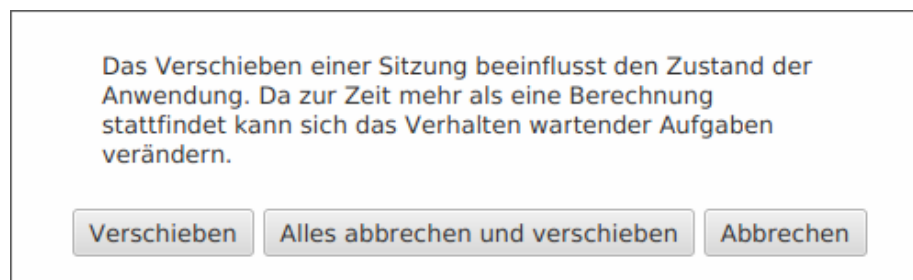 Das Verschieben einer Sitzung beeinflusst den Zustand der
Anwendung. Da zur Zeit mehr als eine Berechnung
stattfindet kann sich das Verhalten wartender Aufgaben
verändern.
Verschieben Alles abbrechen und verschieben Abbrechen